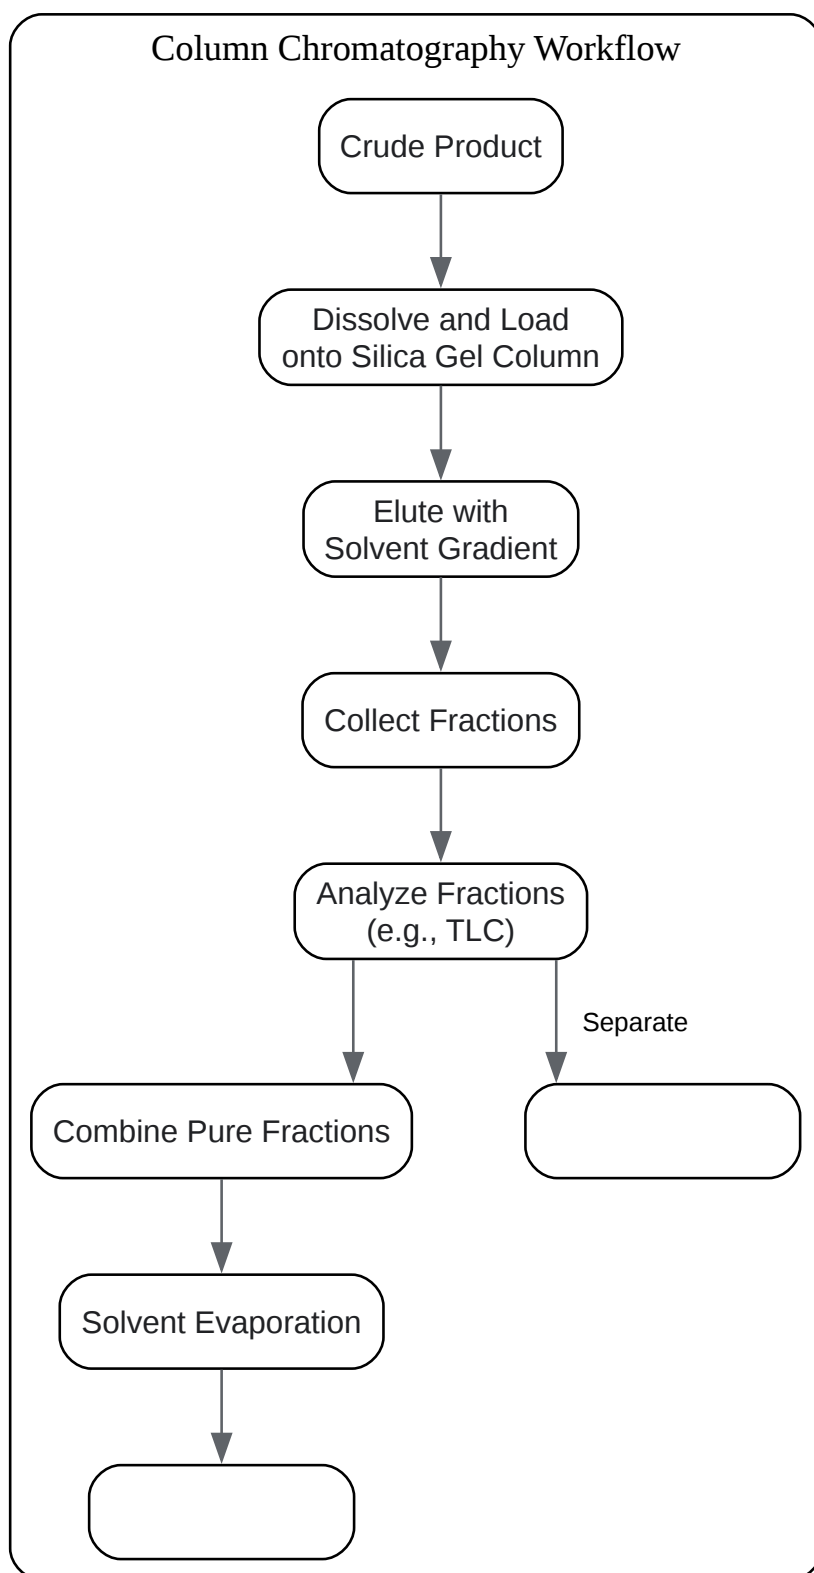 Column Chromatography Workflow
Crude Product
Dissolve and Load
onto Silica Gel Column
Elute with
Solvent Gradient
Collect Fractions
Analyze Fractions
(e.g., TLC)
Separate
Combine Pure Fractions
Solvent Evaporation